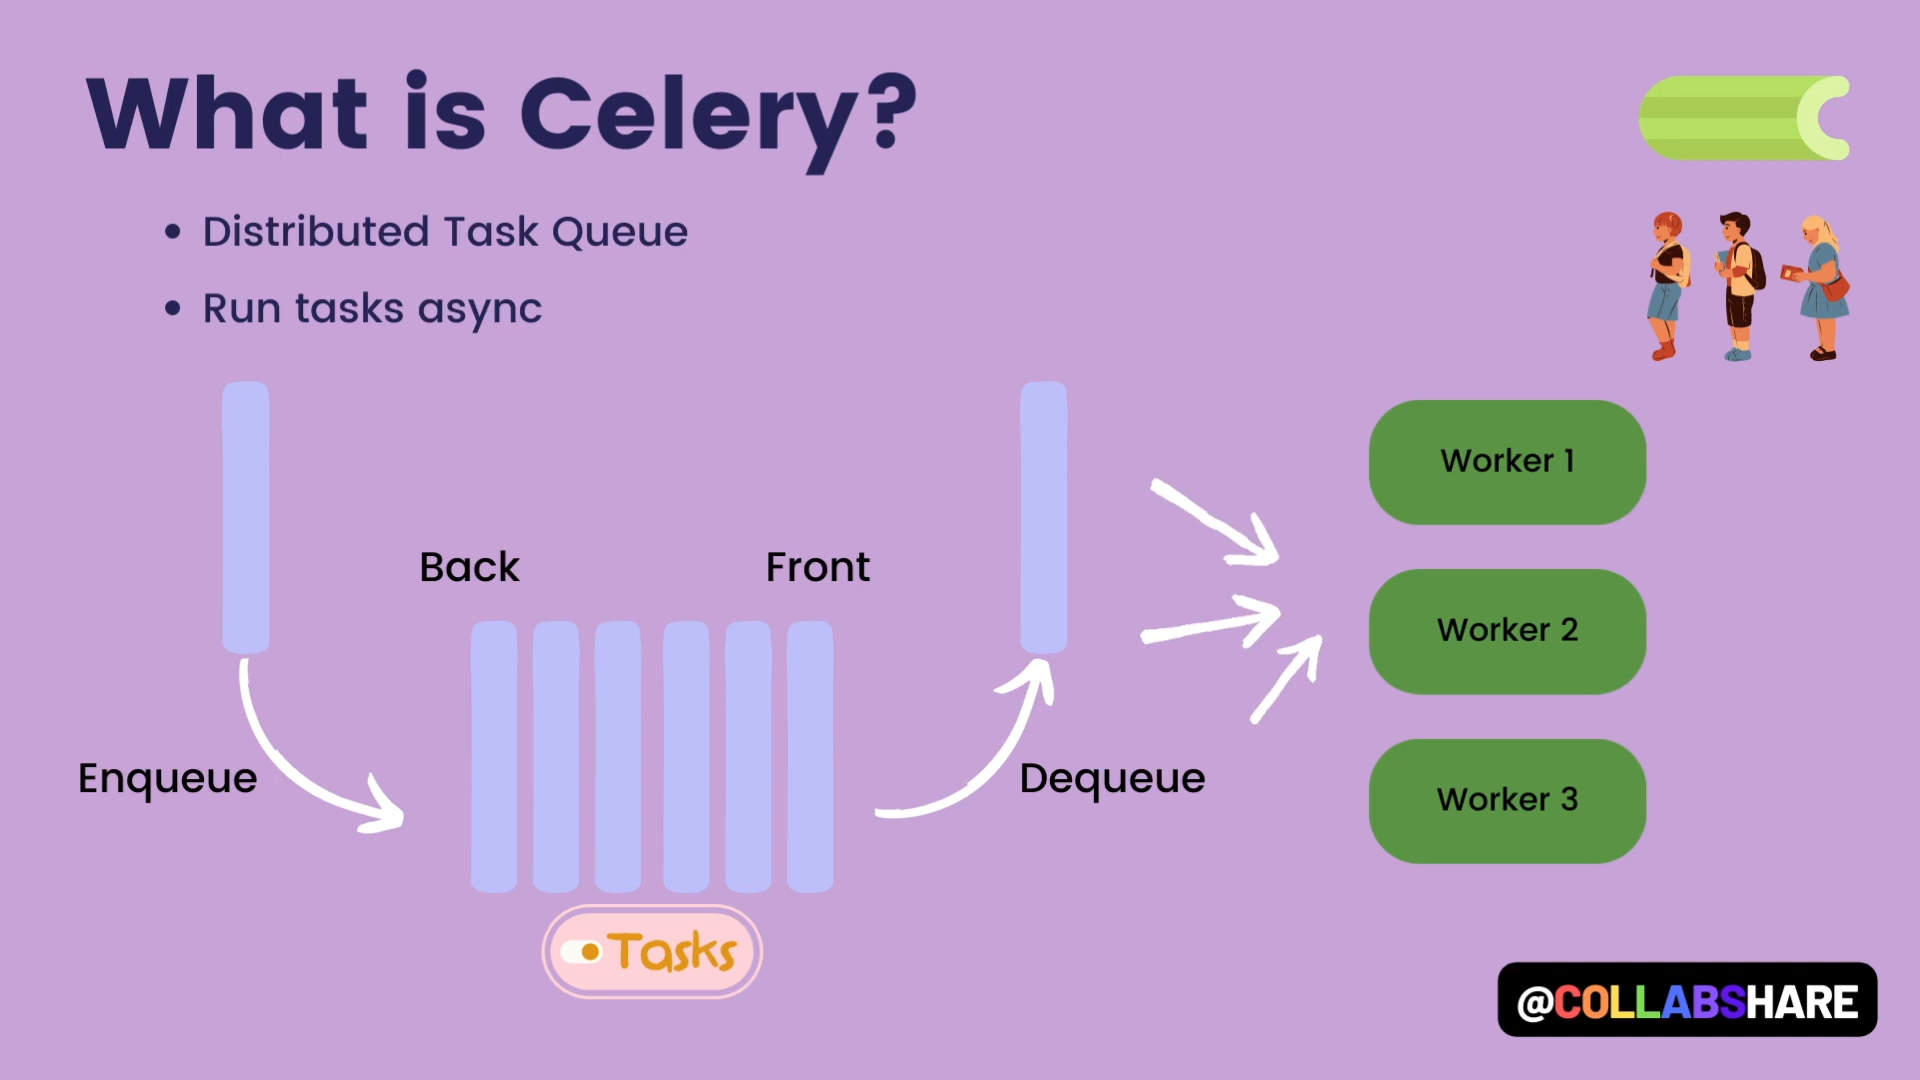 What is Celery?
• Distributed Task Queue
• Run tasks async
Back
Front
Enqueue
Dequeue
Worker 1
Worker 2
Worker 3
Tasks
@COLLABSHARE